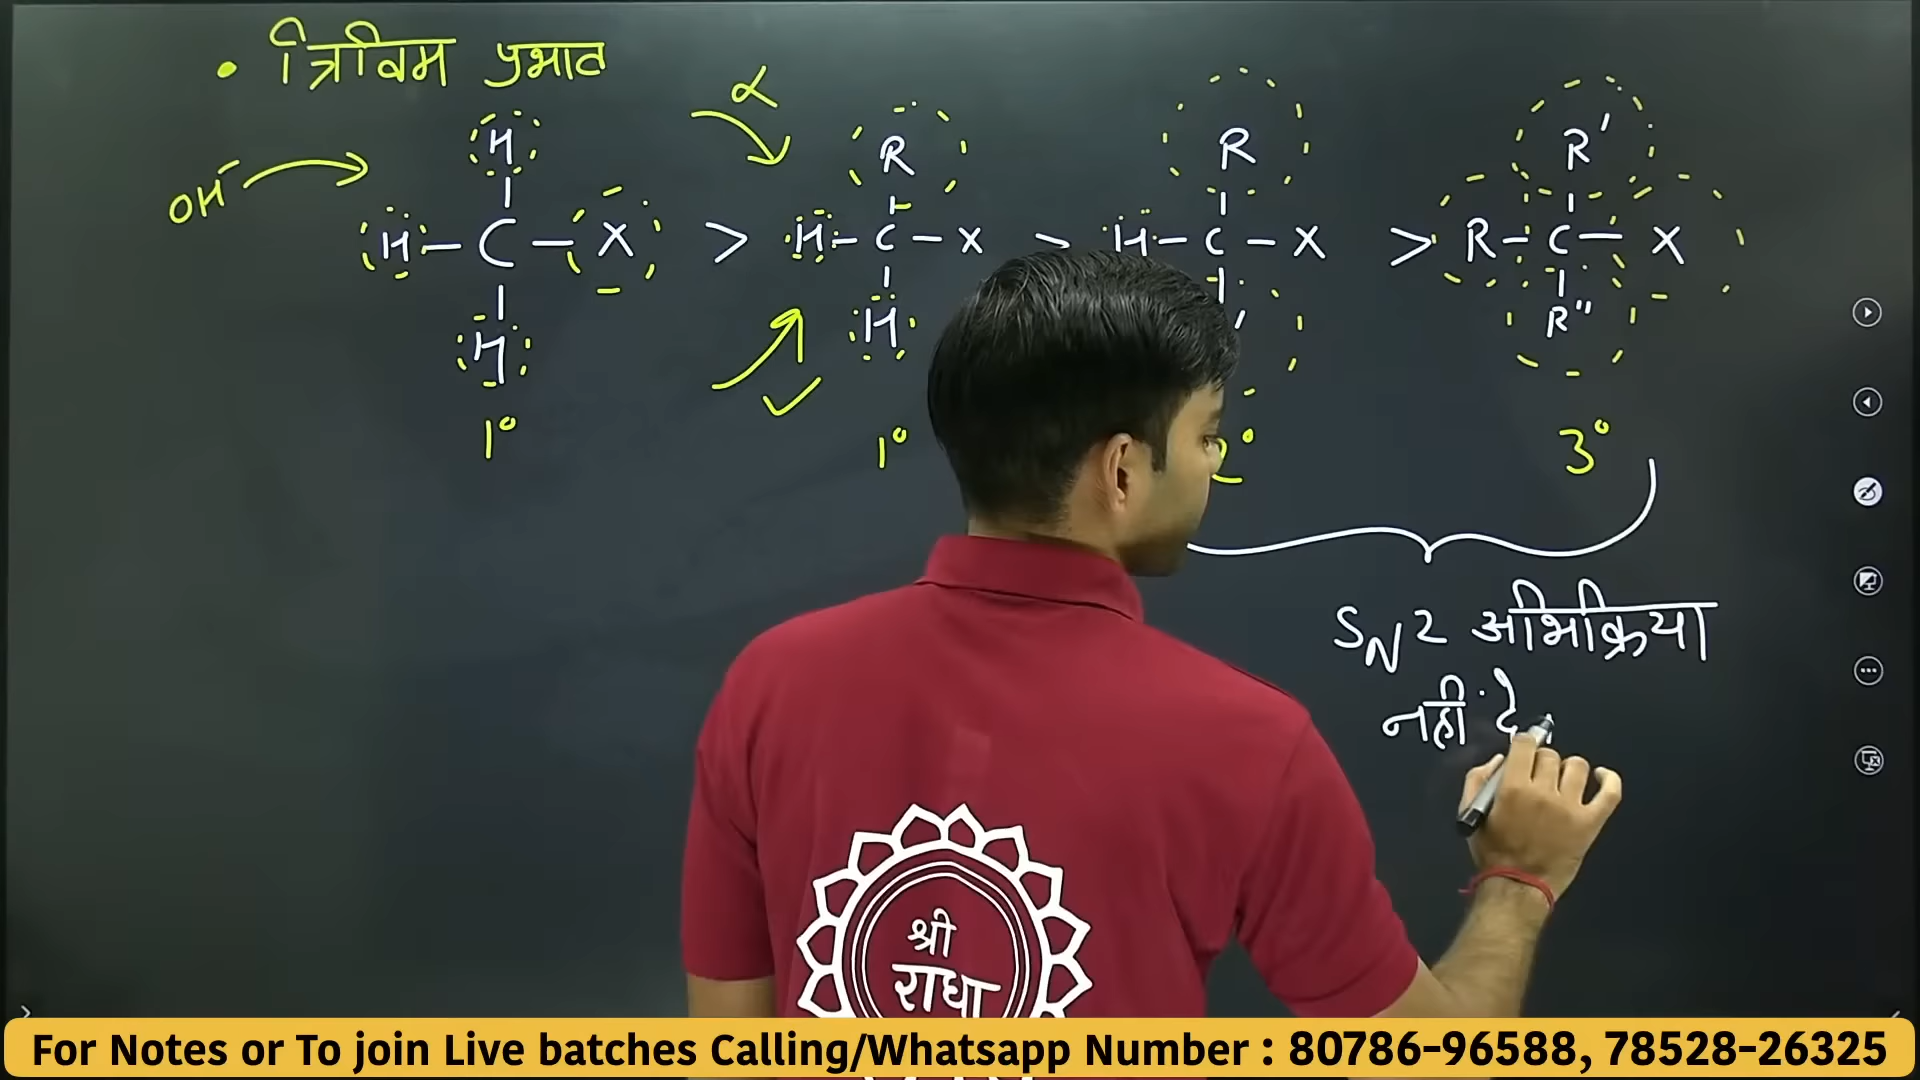 • त्रिविम प्रभाव
α
H R R R'
OH⁻
H – C – X > H – C – X > H – C – X > R – C – X
H H R''
1° 1° 2° 3°
SN2 अभिक्रिया
नहीं
श्री
राधा
For Notes or To join Live batches Calling/Whatsapp Number : 80786-96588, 78528-26325